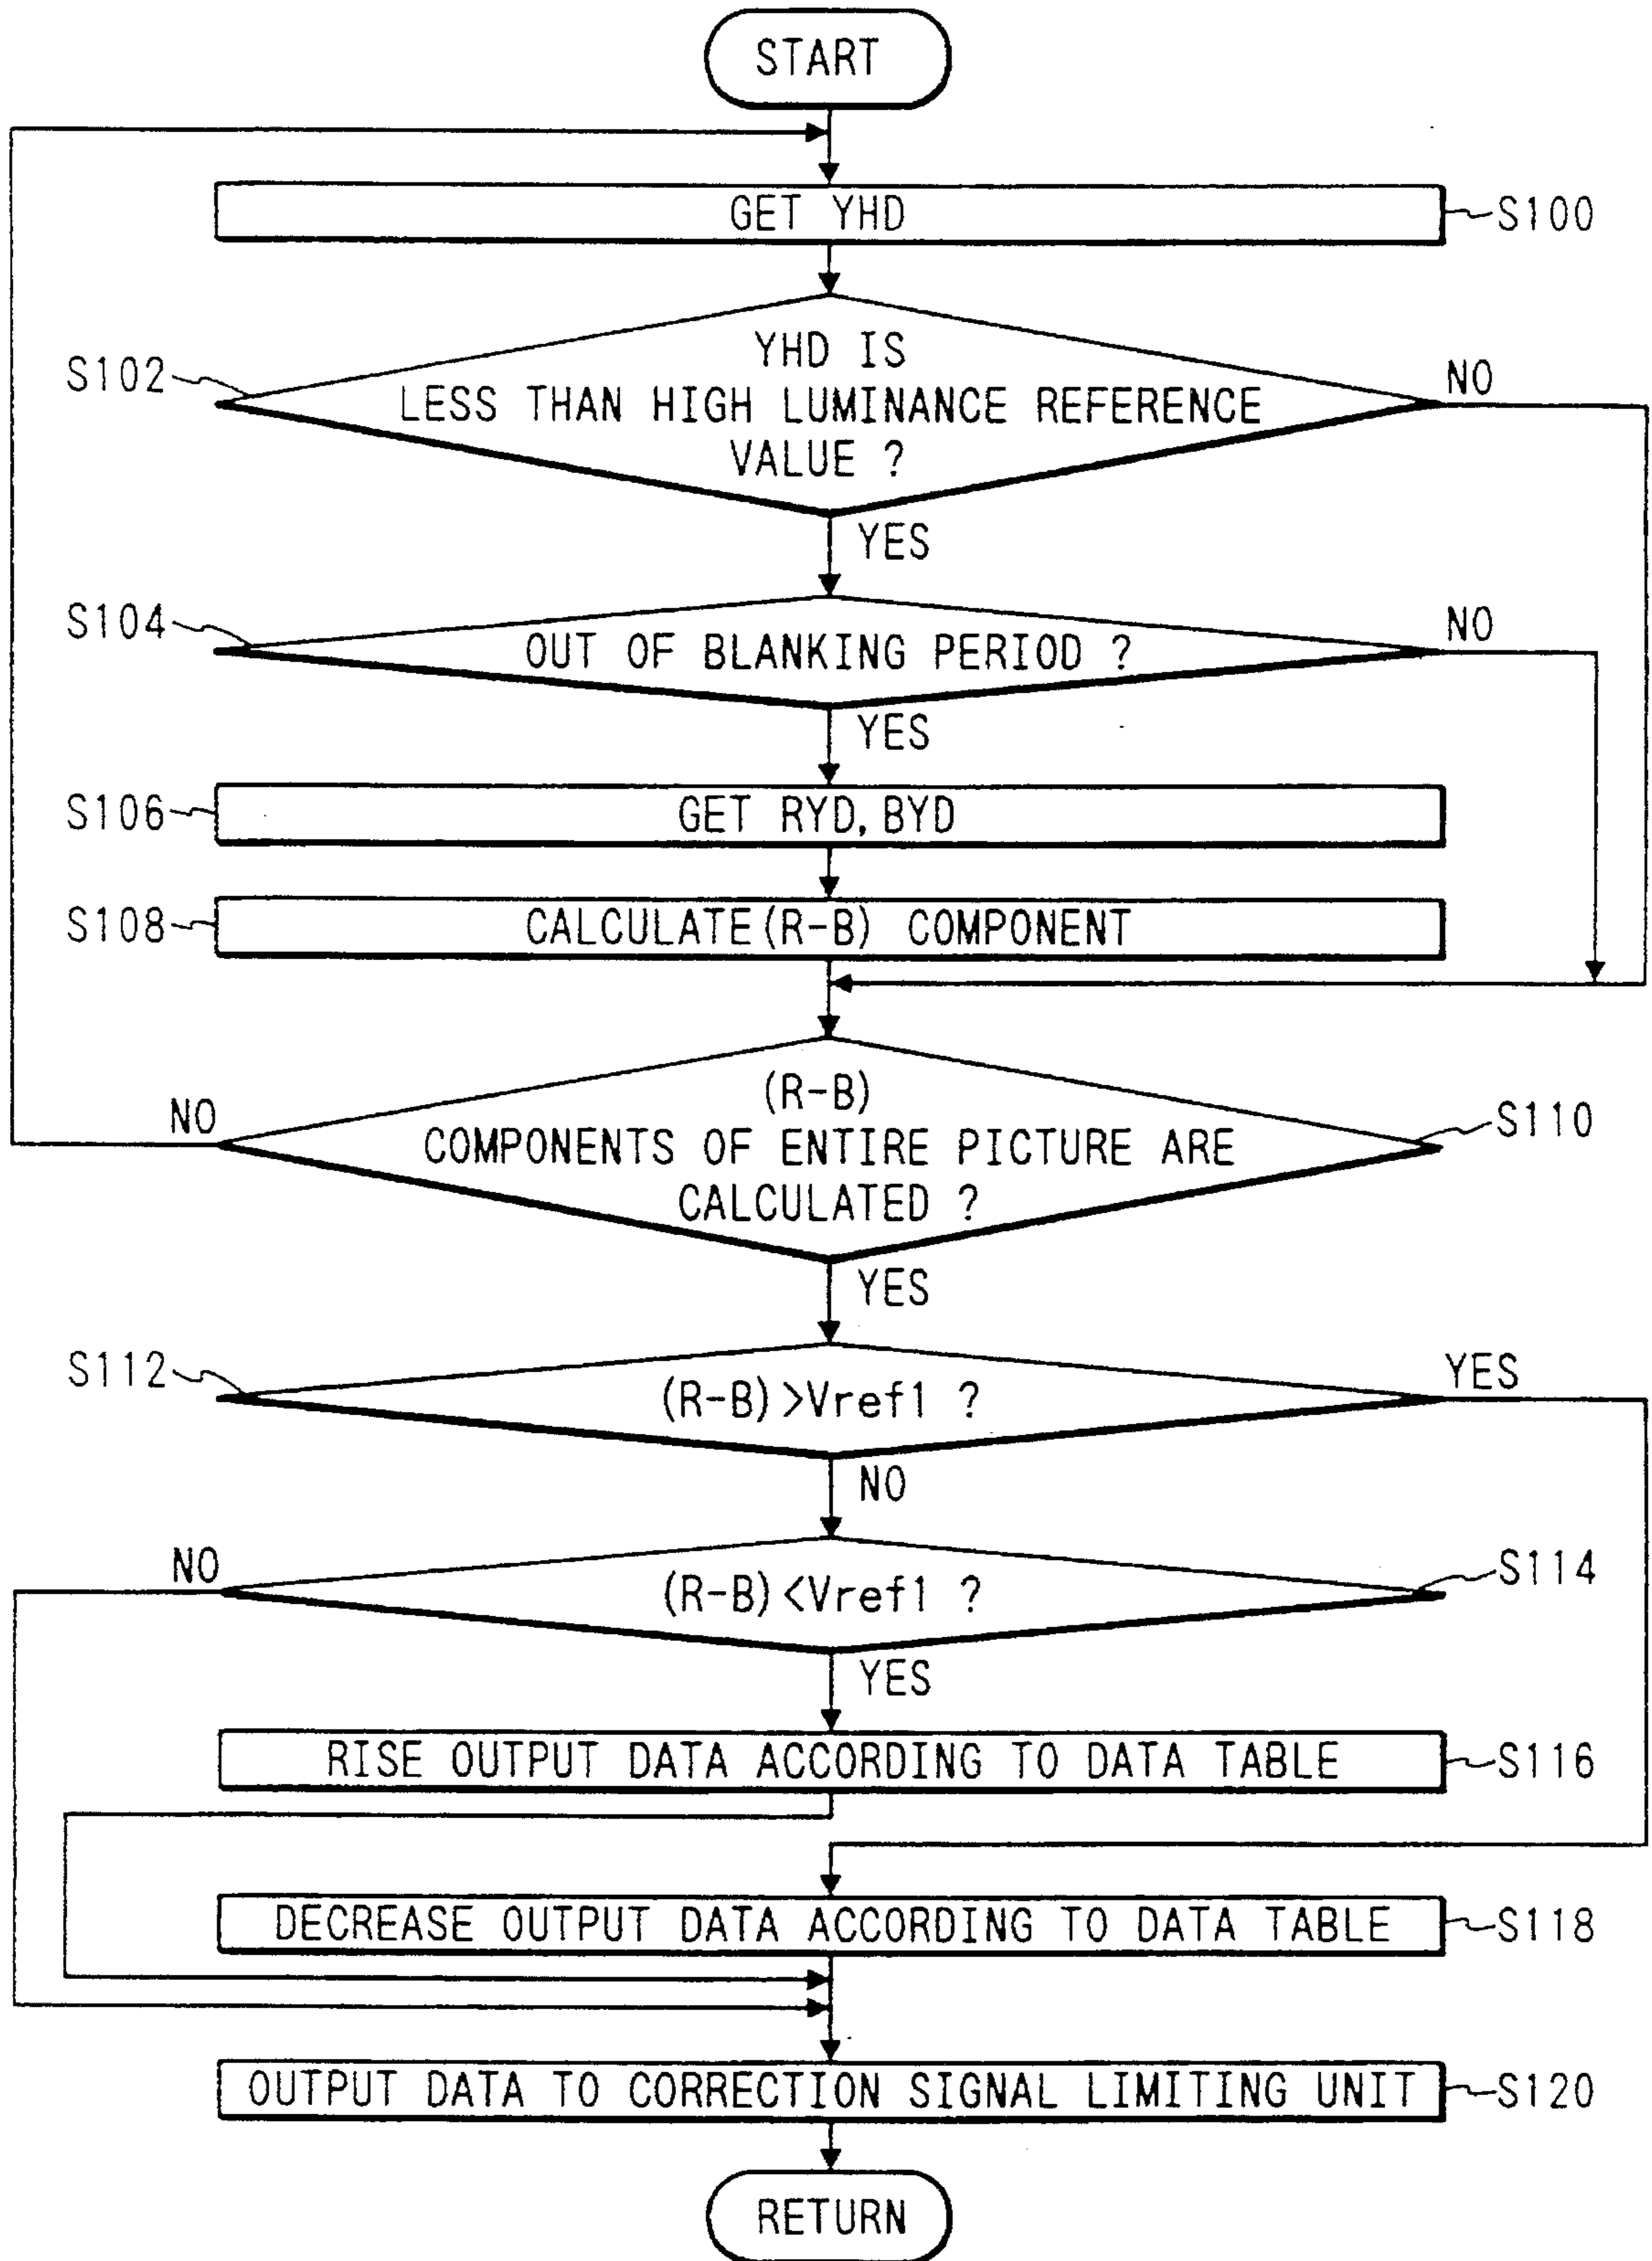 START
GET YHD
S100
S102
YHD IS
LESS THAN HIGH LUMINANCE REFERENCE
VALUE ?
NO
YES
S104
OUT OF BLANKING PERIOD ?
NO
YES
S106
GET RYD, BYD
S108
CALCULATE (R-B) COMPONENT
(R-B)
COMPONENTS OF ENTIRE PICTURE ARE
CALCULATED ?
NO
S110
YES
S112
(R-B) >Vref1 ?
YES
NO
NO
(R-B) <Vref1 ?
S114
YES
RISE OUTPUT DATA ACCORDING TO DATA TABLE
S116
DECREASE OUTPUT DATA ACCORDING TO DATA TABLE
S118
OUTPUT DATA TO CORRECTION SIGNAL LIMITING UNIT
S120
RETURN